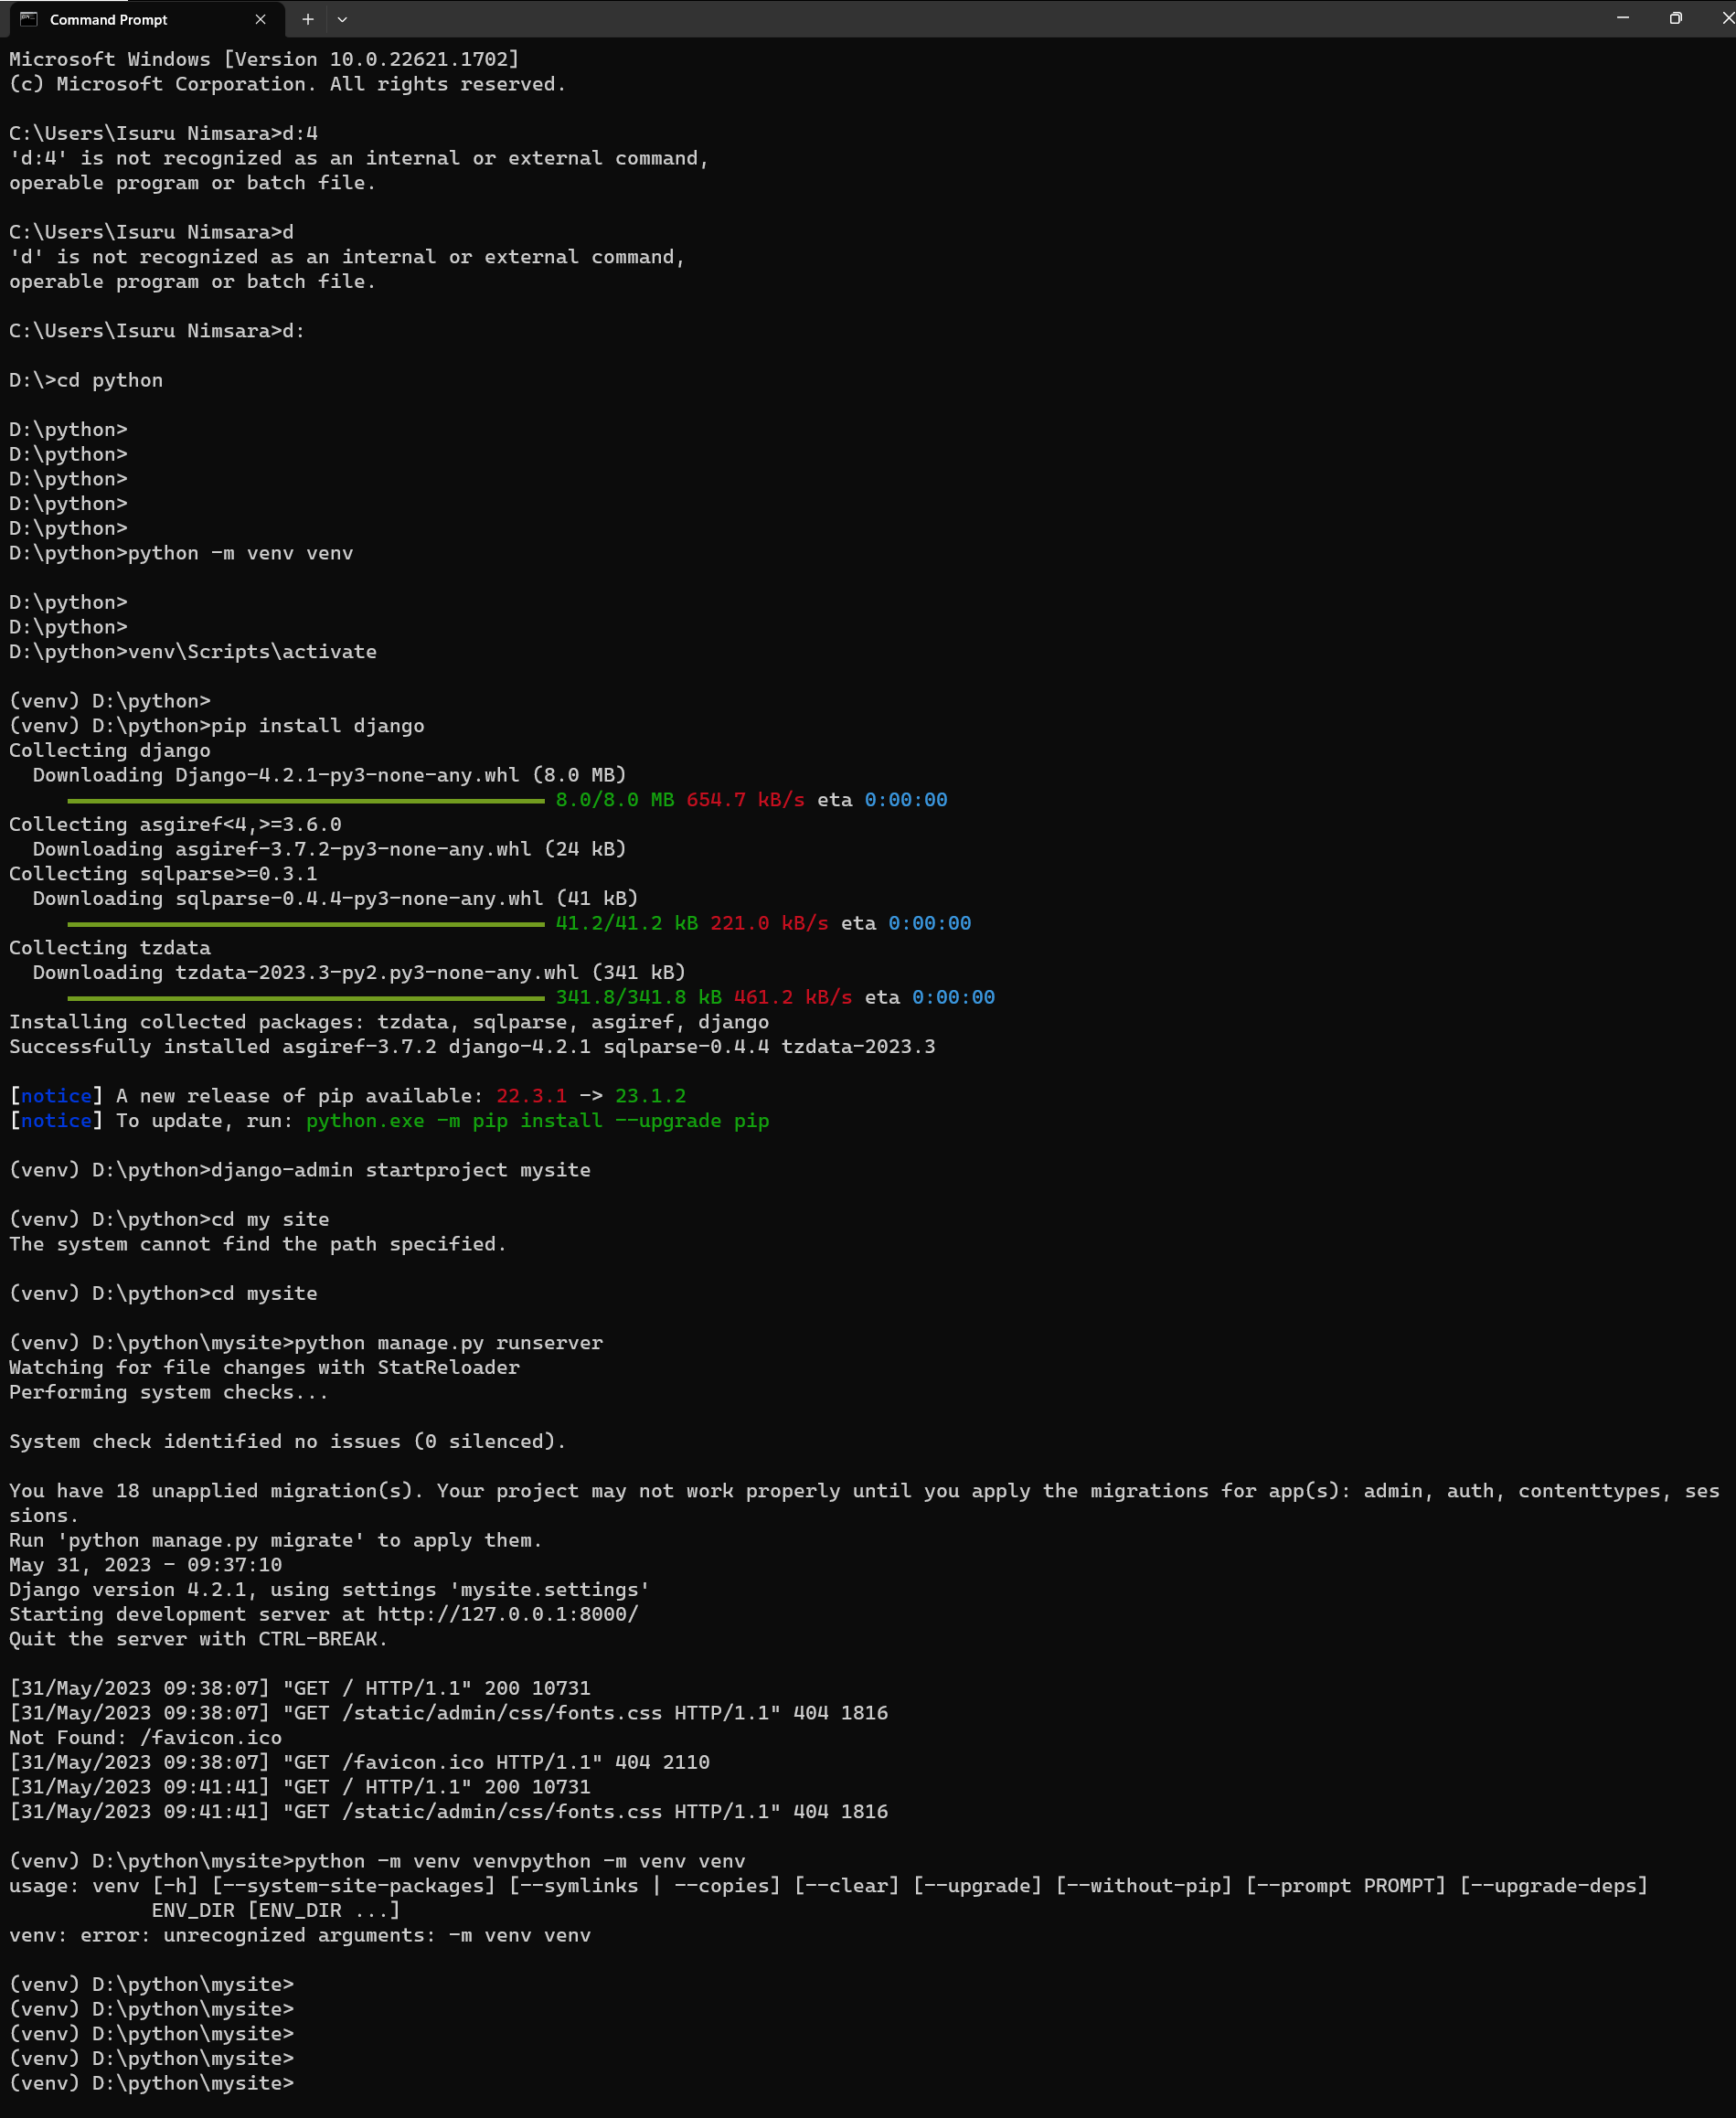 Command Prompt
Microsoft Windows [Version 10.0.22621.1702]
(c) Microsoft Corporation. All rights reserved.
C:\Users\Isuru Nimsara>d:4
'd:4' is not recognized as an internal or external command,
operable program or batch file.
C:\Users\Isuru Nimsara>d
'd' is not recognized as an internal or external command,
operable program or batch file.
C:\Users\Isuru Nimsara>d:
D:\>cd python
D:\python>
D:\python>
D:\python>
D:\python>
D:\python>
D:\python>python -m venv venv
D:\python>
D:\python>
D:\python>venv\Scripts\activate
(venv) D:\python>
(venv) D:\python>pip install django
Collecting django
  Downloading Django-4.2.1-py3-none-any.whl (8.0 MB)
8.0/8.0 MB 654.7 kB/s eta 0:00:00
Collecting asgiref<4,>=3.6.0
  Downloading asgiref-3.7.2-py3-none-any.whl (24 kB)
Collecting sqlparse>=0.3.1
  Downloading sqlparse-0.4.4-py3-none-any.whl (41 kB)
41.2/41.2 kB 221.0 kB/s eta 0:00:00
Collecting tzdata
  Downloading tzdata-2023.3-py2.py3-none-any.whl (341 kB)
341.8/341.8 kB 461.2 kB/s eta 0:00:00
Installing collected packages: tzdata, sqlparse, asgiref, django
Successfully installed asgiref-3.7.2 django-4.2.1 sqlparse-0.4.4 tzdata-2023.3
[notice] A new release of pip available: 22.3.1 -> 23.1.2
[notice] To update, run: python.exe -m pip install --upgrade pip
(venv) D:\python>django-admin startproject mysite
(venv) D:\python>cd my site
The system cannot find the path specified.
(venv) D:\python>cd mysite
(venv) D:\python\mysite>python manage.py runserver
Watching for file changes with StatReloader
Performing system checks...
System check identified no issues (0 silenced).
You have 18 unapplied migration(s). Your project may not work properly until you apply the migrations for app(s): admin, auth, contenttypes, ses
sions.
Run 'python manage.py migrate' to apply them.
May 31, 2023 - 09:37:10
Django version 4.2.1, using settings 'mysite.settings'
Starting development server at http://127.0.0.1:8000/
Quit the server with CTRL-BREAK.
[31/May/2023 09:38:07] "GET / HTTP/1.1" 200 10731
[31/May/2023 09:38:07] "GET /static/admin/css/fonts.css HTTP/1.1" 404 1816
Not Found: /favicon.ico
[31/May/2023 09:38:07] "GET /favicon.ico HTTP/1.1" 404 2110
[31/May/2023 09:41:41] "GET / HTTP/1.1" 200 10731
[31/May/2023 09:41:41] "GET /static/admin/css/fonts.css HTTP/1.1" 404 1816
(venv) D:\python\mysite>python -m venv venvpython -m venv venv
usage: venv [-h] [--system-site-packages] [--symlinks | --copies] [--clear] [--upgrade] [--without-pip] [--prompt PROMPT] [--upgrade-deps]
            ENV_DIR [ENV_DIR ...]
venv: error: unrecognized arguments: -m venv venv
(venv) D:\python\mysite>
(venv) D:\python\mysite>
(venv) D:\python\mysite>
(venv) D:\python\mysite>
(venv) D:\python\mysite>